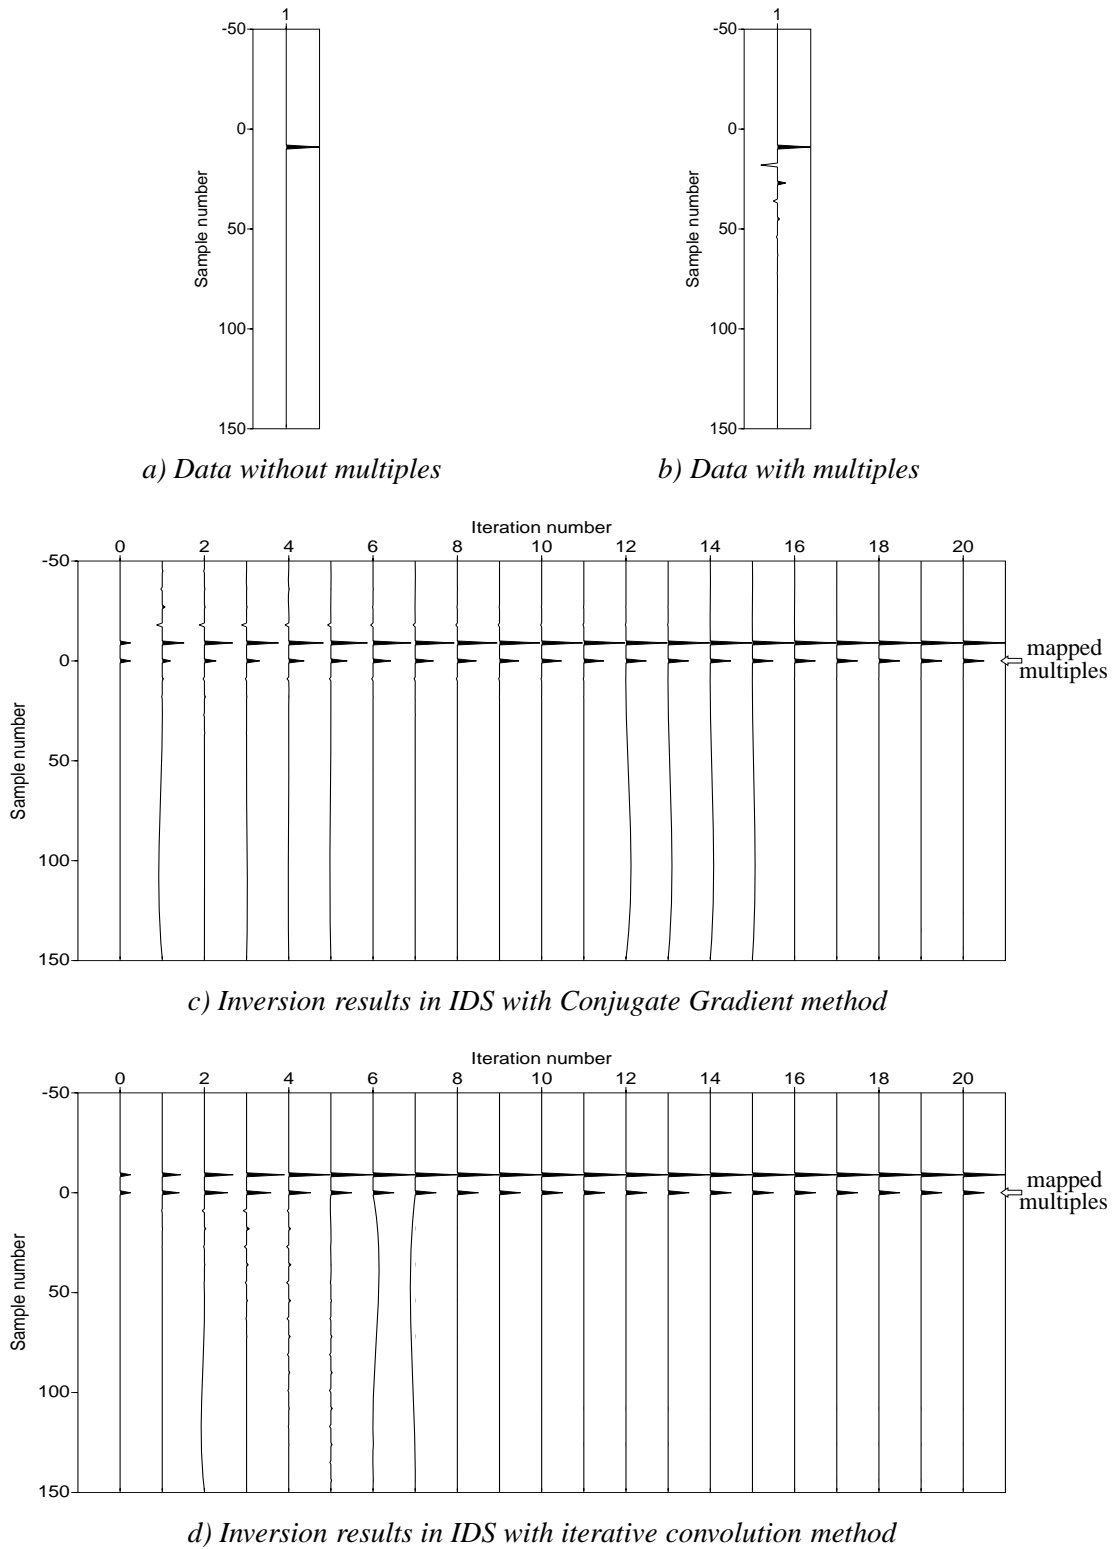 1
1
-50
-50
0
0
50
50
100
100
150
150
Sample number
Sample number
a) Data without multiples
b) Data with multiples
Iteration number
0 2 4 6 8 10 12 14 16 18 20
-50
0
50
100
150
Sample number
mapped
multiples
c) Inversion results in IDS with Conjugate Gradient method
Iteration number
0 2 4 6 8 10 12 14 16 18 20
-50
0
50
100
150
Sample number
mapped
multiples
d) Inversion results in IDS with iterative convolution method